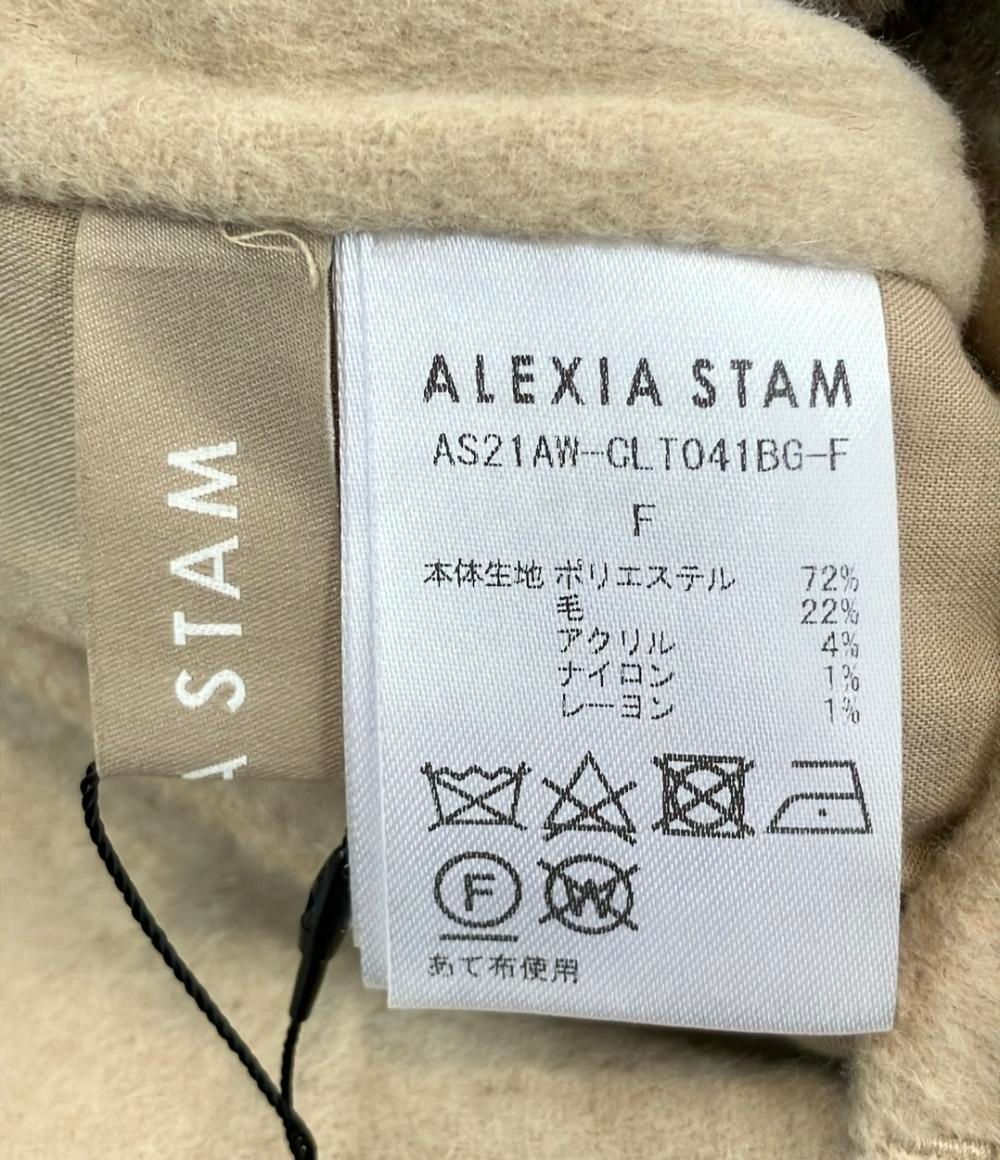 A STAM
ALEXIA STAM
AS21AW-CLT041BG-F
F
本体生地 ポリエステル 72%
毛 22%
アクリル 4%
ナイロン 1%
レーヨン 1%
F W
あて布使用